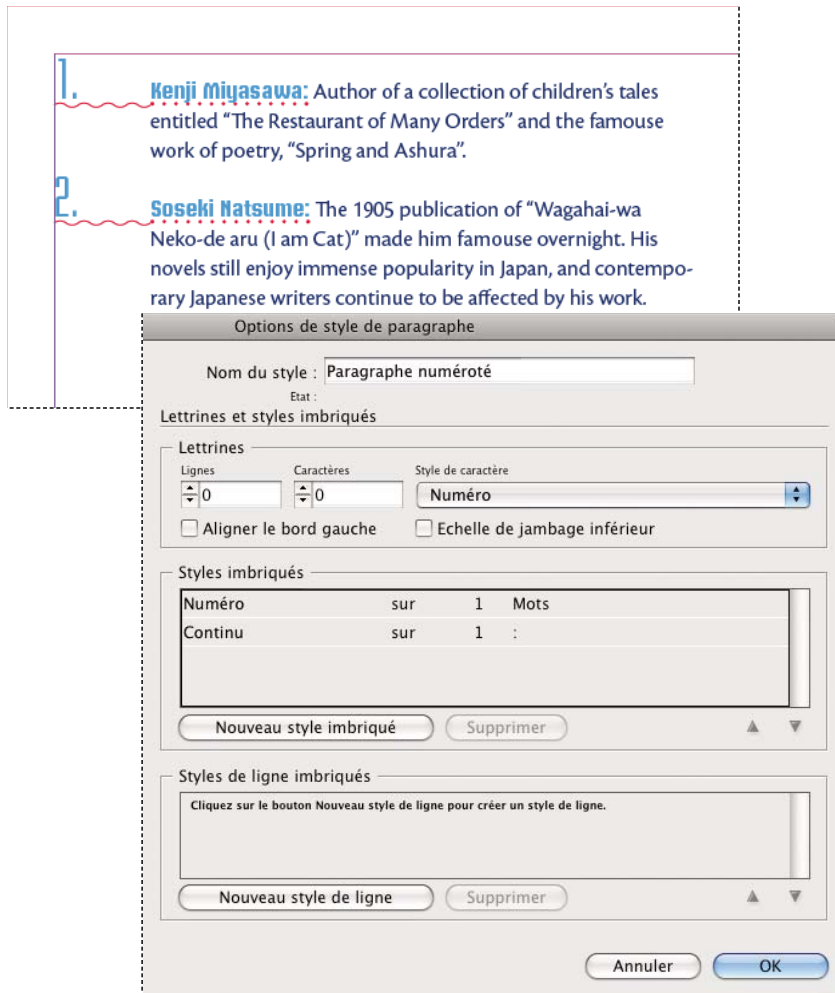 1. Kenji Miyasawa: Author of a collection of children’s tales
entitled “The Restaurant of Many Orders” and the famouse
work of poetry, “Spring and Ashura”.
2. Soseki Natsume: The 1905 publication of “Wagahai-wa
Neko-de aru (I am Cat)” made him famouse overnight. His
novels still enjoy immense popularity in Japan, and contempo-
rary Japanese writers continue to be affected by his work.
Options de style de paragraphe
Nom du style : Paragraphe numéroté
Etat :
Lettrines et styles imbriqués
Lettrines
Lignes Caractères Style de caractère
0 0 Numéro
Aligner le bord gauche Echelle de jambage inférieur
Styles imbriqués
Numéro sur 1 Mots
Continu sur 1 :
Nouveau style imbriqué Supprimer
Styles de ligne imbriqués
Cliquez sur le bouton Nouveau style de ligne pour créer un style de ligne.
Nouveau style de ligne Supprimer
Annuler OK